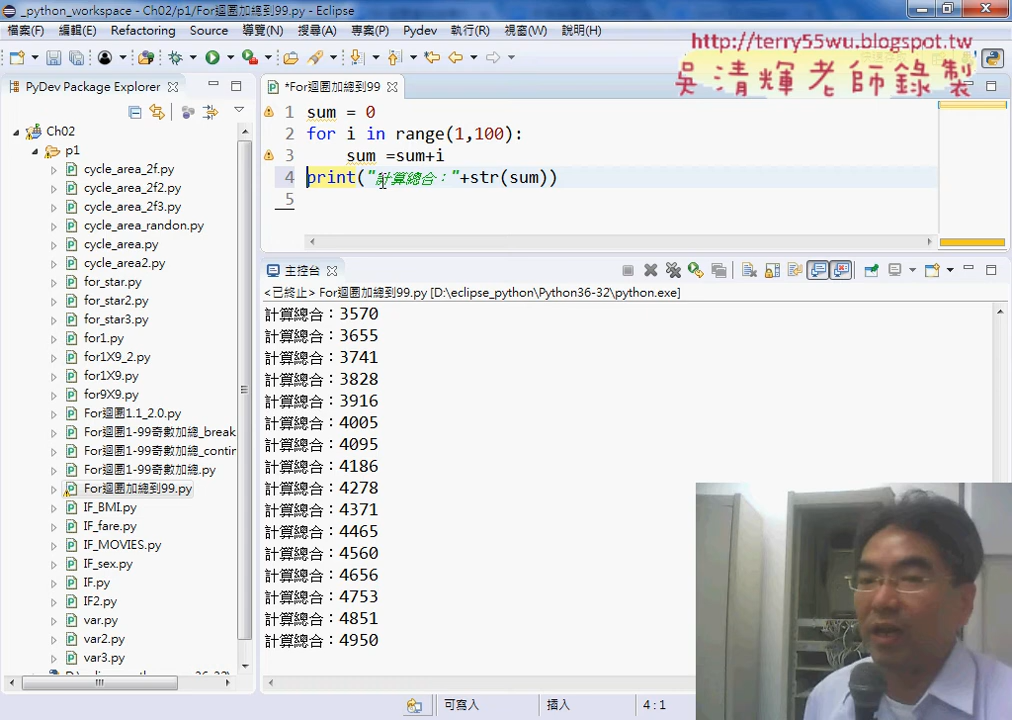 _python_workspace - Ch02/p1/For迴圈加總到99.py - Eclipse
檔案(F) 編輯(E) Refactoring Source 導覽(N) 搜尋(A) 專案(P) Pydev 執行(R) 視窗(W) 說明(H)
http://terry55wu.blogspot.tw
吳清輝老師錄製
PyDev Package Explorer
*For迴圈加總到99
Ch02
p1
cycle_area_2f.py
cycle_area_2f2.py
cycle_area_2f3.py
cycle_area_randon.py
cycle_area.py
cycle_area2.py
for_star.py
for_star2.py
for_star3.py
for1.py
for1X9_2.py
for1X9.py
for9X9.py
For迴圈1.1_2.0.py
For迴圈1-99奇數加總_break
For迴圈1-99奇數加總_contin
For迴圈1-99奇數加總.py
For迴圈加總到99.py
IF_BMI.py
IF_fare.py
IF_MOVIES.py
IF_sex.py
IF.py
IF2.py
var.py
var2.py
var3.py
1 sum = 0
2 for i in range(1,100):
3 sum =sum+i
4 print("計算總合："+str(sum))
5
主控台
<已終止> For迴圈加總到99.py [D:\eclipse_python\Python36-32\python.exe]
計算總合：3570
計算總合：3655
計算總合：3741
計算總合：3828
計算總合：3916
計算總合：4005
計算總合：4095
計算總合：4186
計算總合：4278
計算總合：4371
計算總合：4465
計算總合：4560
計算總合：4656
計算總合：4753
計算總合：4851
計算總合：4950
可寫入 插入 4 : 1